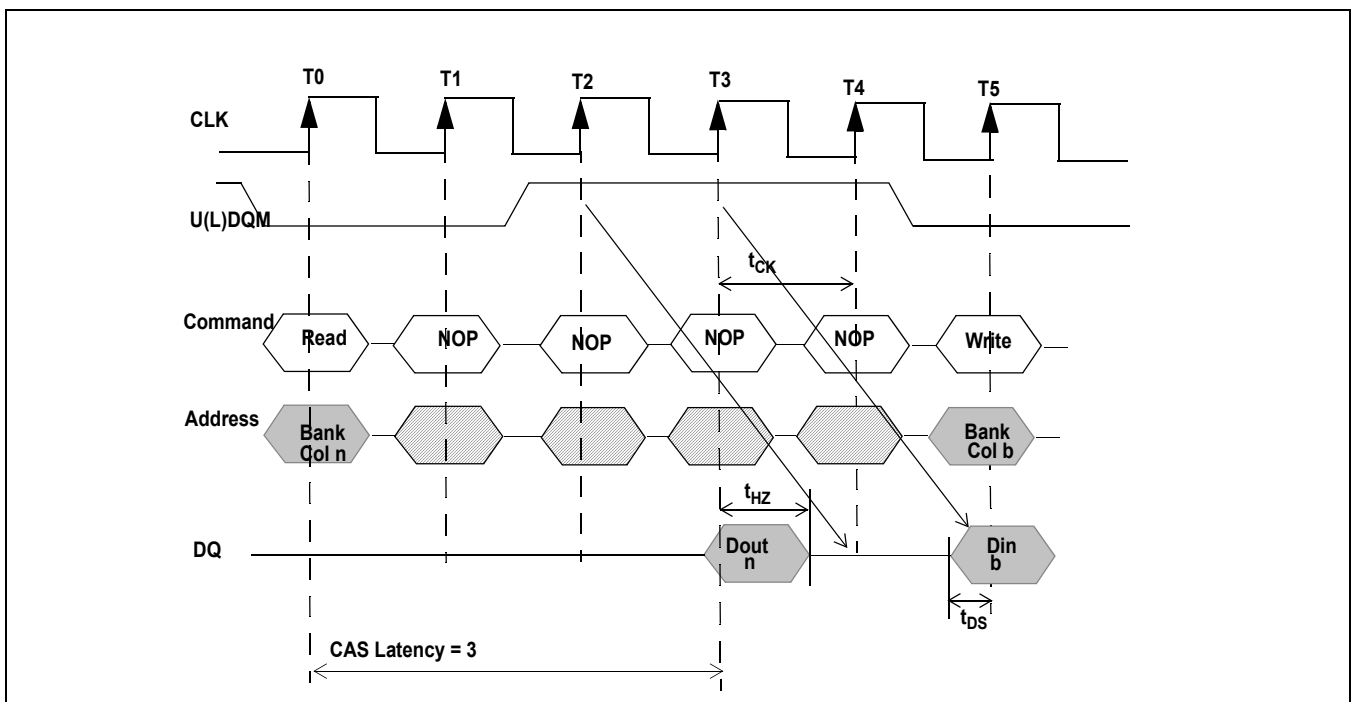 T0 T1 T2 T3 T4 T5
CLK
U(L)DQM
tCK
Command Read NOP NOP NOP NOP Write
Address Bank Col n Bank Col b
tHZ
DQ Dout n Din b
tDS
CAS Latency = 3